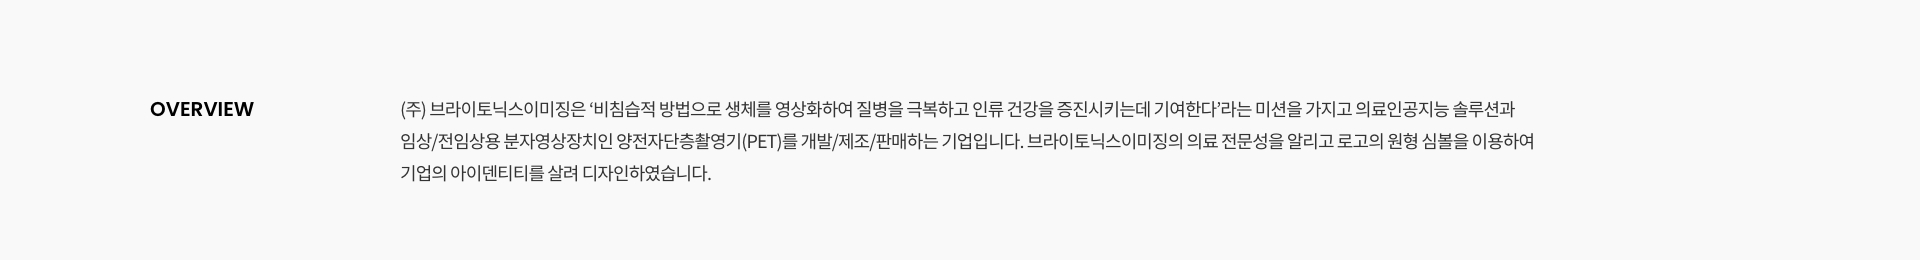 OVERVIEW
(주) 브라이토닉스이미징은 ‘비침습적 방법으로 생체를 영상화하여 질병을 극복하고 인류 건강을 증진시키는데 기여한다’라는 미션을 가지고 의료인공지능 솔루션과
임상/전임상용 분자영상장치인 양전자단층촬영기(PET)를 개발/제조/판매하는 기업입니다. 브라이토닉스이미징의 의료 전문성을 알리고 로고의 원형 심볼을 이용하여
기업의 아이덴티티를 살려 디자인하였습니다.